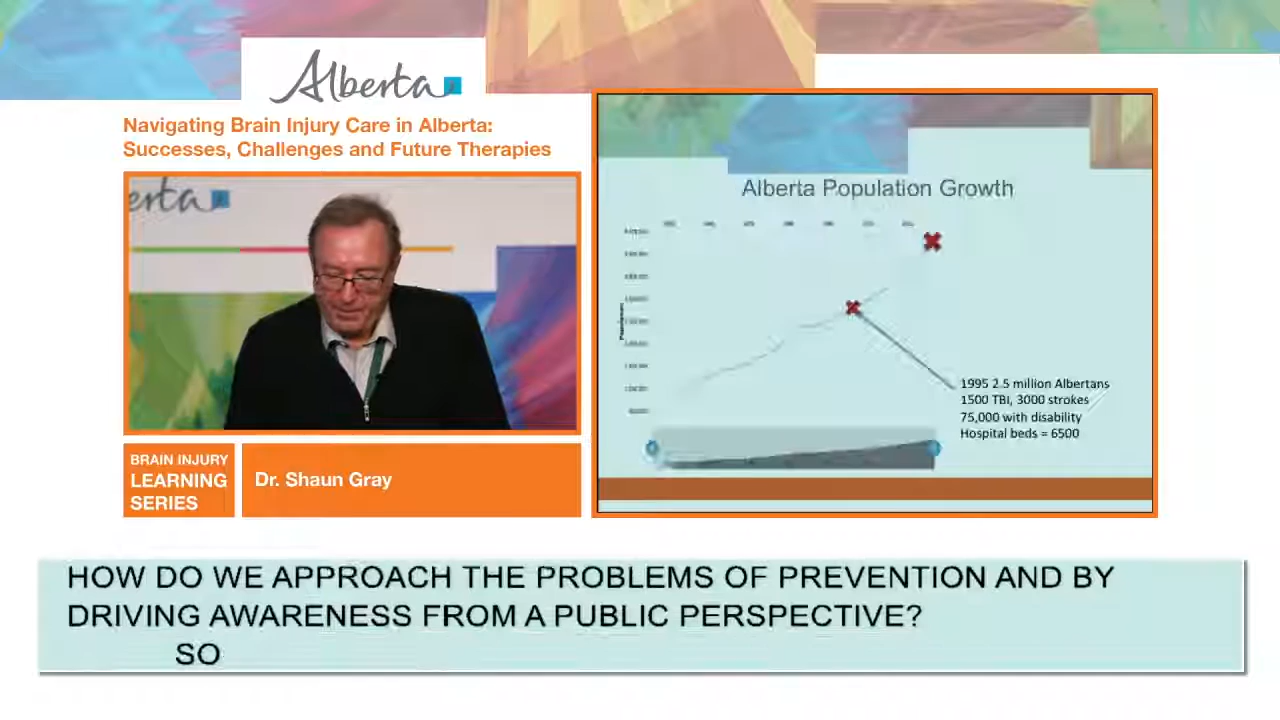 Alberta
Navigating Brain Injury Care in Alberta:
Successes, Challenges and Future Therapies
erta
BRAIN INJURY
LEARNING
SERIES
Dr. Shaun Gray
Alberta Population Growth
1995 2.5 million Albertans
1500 TBI, 3000 strokes
75,000 with disability
Hospital beds = 6500
HOW DO WE APPROACH THE PROBLEMS OF PREVENTION AND BY
DRIVING AWARENESS FROM A PUBLIC PERSPECTIVE?
SO